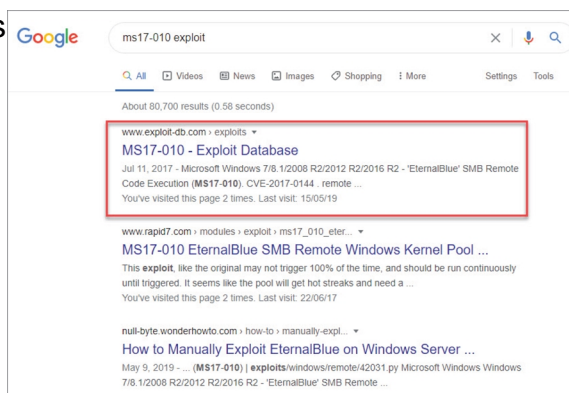 s
Google
ms17-010 exploit
All Videos News Images Shopping More Settings Tools
About 80,700 results (0.58 seconds)
www.exploit-db.com › exploits
MS17-010 - Exploit Database
Jul 11, 2017 - Microsoft Windows 7/8.1/2008 R2/2012 R2/2016 R2 - 'EternalBlue' SMB Remote
Code Execution (MS17-010). CVE-2017-0144 . remote ...
You've visited this page 2 times. Last visit: 15/05/19
www.rapid7.com › modules › exploit › ms17_010_eter...
MS17-010 EternalBlue SMB Remote Windows Kernel Pool ...
This exploit, like the original may not trigger 100% of the time, and should be run continuously
until triggered. It seems like the pool will get hot streaks and need a ...
You've visited this page 2 times. Last visit: 22/06/17
null-byte.wonderhowto.com › how-to › manually-expl...
How to Manually Exploit EternalBlue on Windows Server ...
May 9, 2019 - ... (MS17-010) | exploits/windows/remote/42031.py Microsoft Windows Windows
7/8.1/2008 R2/2012 R2/2016 R2 - 'EternalBlue' SMB Remote ...